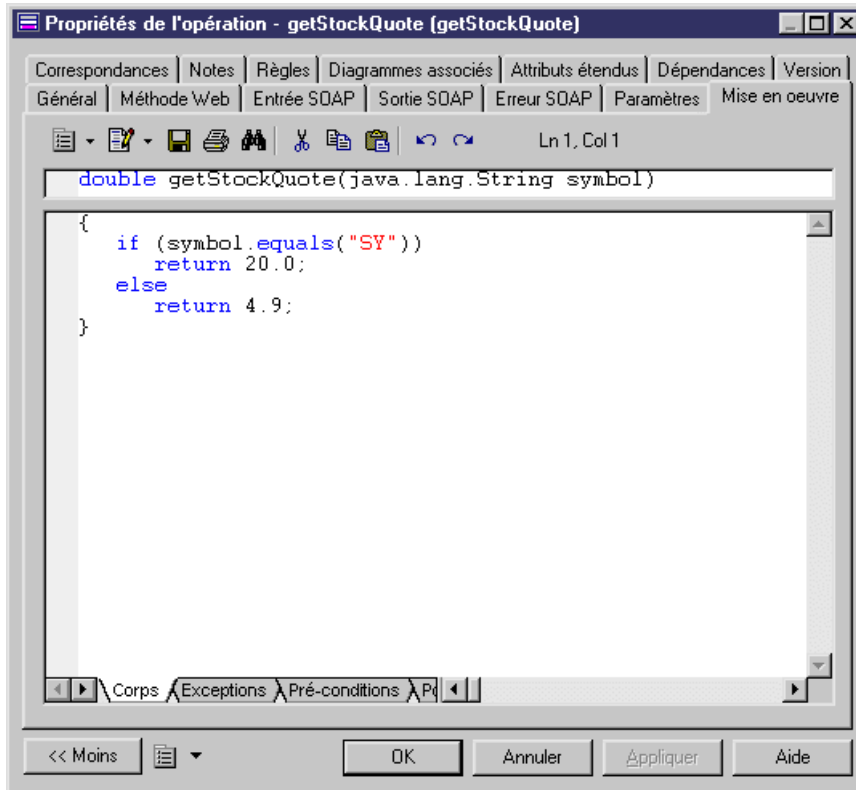 Propriétés de l'opération - getStockQuote (getStockQuote)
Correspondances Notes Règles Diagrammes associés Attributs étendus Dépendances Version
Général Méthode Web Entrée SOAP Sortie SOAP Erreur SOAP Paramètres Mise en oeuvre
Ln 1, Col 1
double getStockQuote(java.lang.String symbol)
{
if (symbol.equals("SY"))
return 20.0;
else
return 4.9;
}
Corps Exceptions Pré-conditions
<< Moins OK Annuler Appliquer Aide